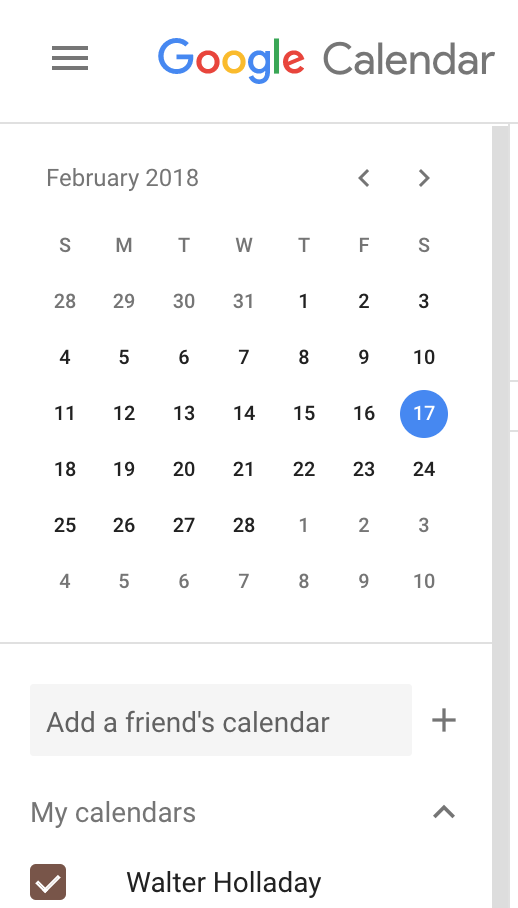 Google Calendar
February 2018
S M T W T F S
28 29 30 31 1 2 3
4 5 6 7 8 9 10
11 12 13 14 15 16 17
18 19 20 21 22 23 24
25 26 27 28 1 2 3
4 5 6 7 8 9 10
Add a friend's calendar
My calendars
Walter Holladay